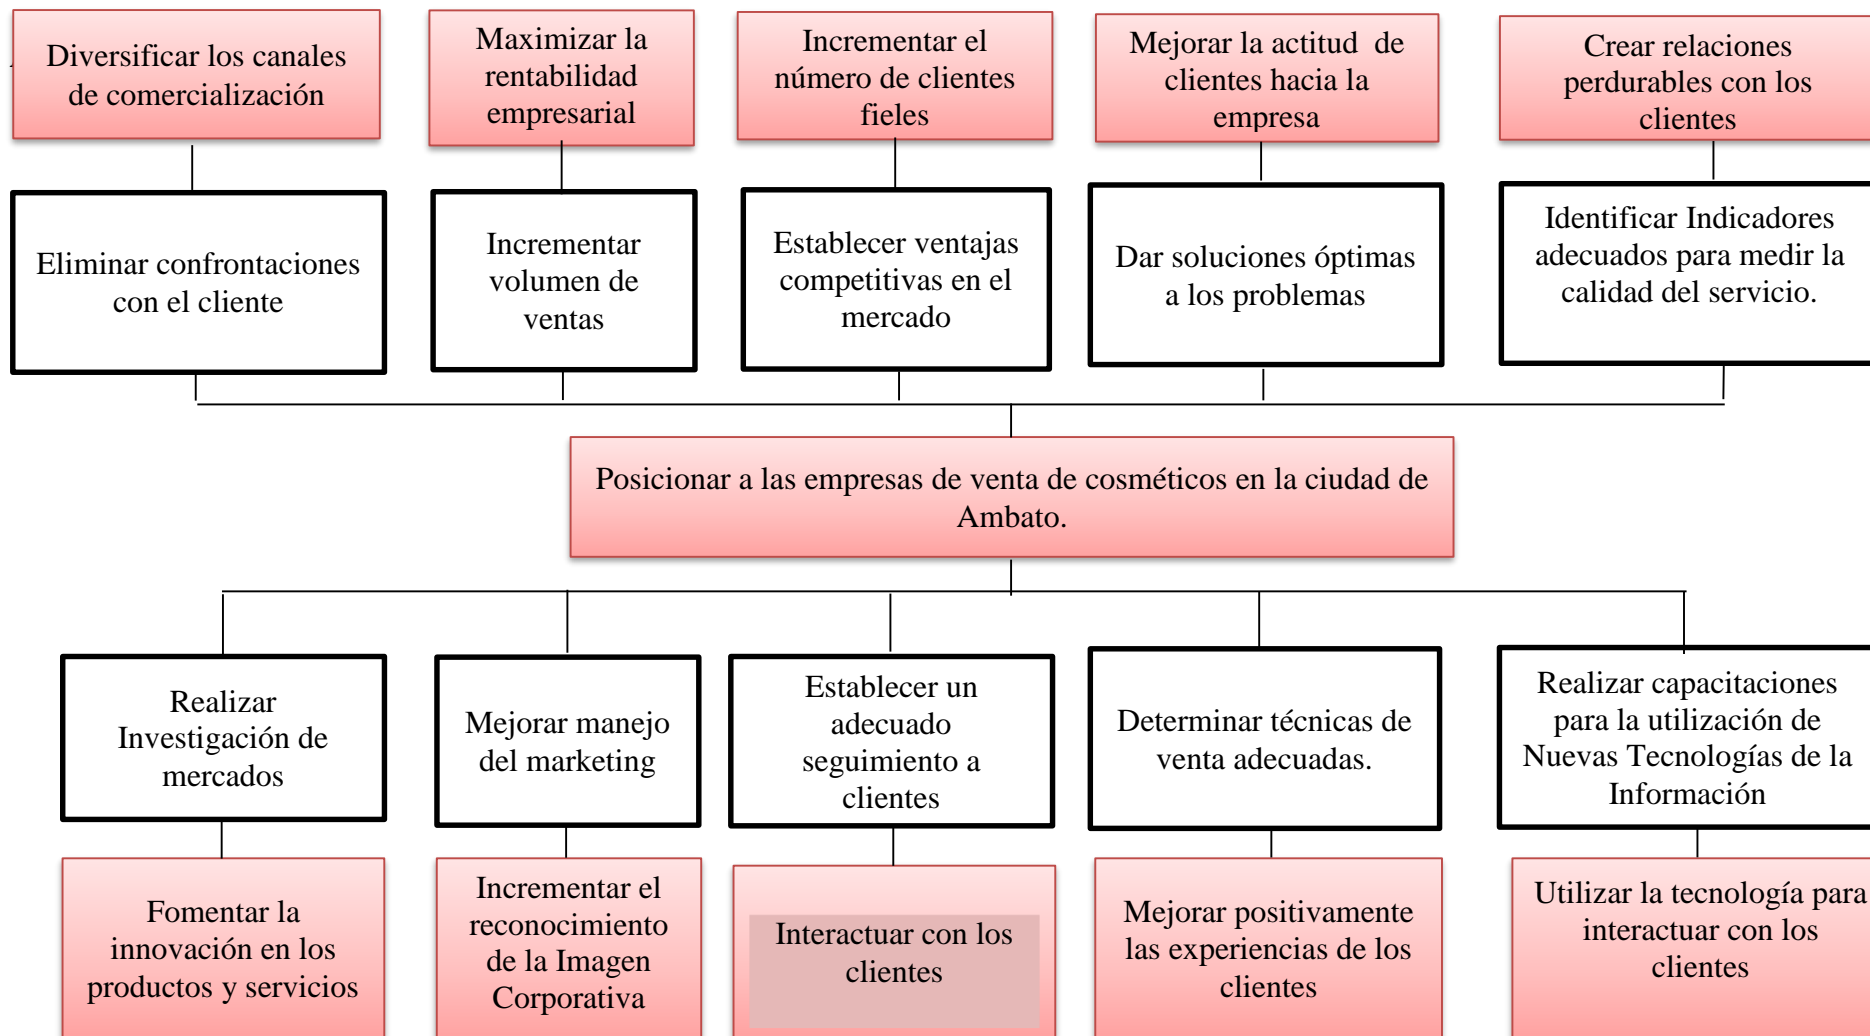 Diversificar los canales
de comercialización
Maximizar la
rentabilidad
empresarial
Incrementar el
número de clientes
fieles
Mejorar la actitud de
clientes hacia la
empresa
Crear relaciones
perdurables con los
clientes
Eliminar confrontaciones
con el cliente
Incrementar
volumen de
ventas
Establecer ventajas
competitivas en el
mercado
Dar soluciones óptimas
a los problemas
Identificar Indicadores
adecuados para medir la
calidad del servicio.
Posicionar a las empresas de venta de cosméticos en la ciudad de
Ambato.
Realizar
Investigación de
mercados
Mejorar manejo
del marketing
Establecer un
adecuado
seguimiento a
clientes
Determinar técnicas de
venta adecuadas.
Realizar capacitaciones
para la utilización de
Nuevas Tecnologías de la
Información
Fomentar la
innovación en los
productos y servicios
Incrementar el
reconocimiento
de la Imagen
Corporativa
Interactuar con los
clientes
Mejorar positivamente
las experiencias de los
clientes
Utilizar la tecnología para
interactuar con los
clientes